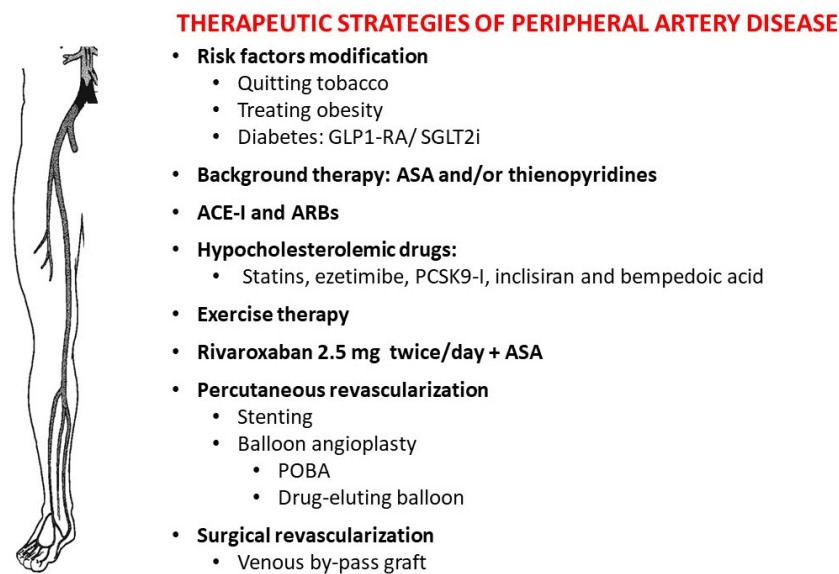 THERAPEUTIC STRATEGIES OF PERIPHERAL ARTERY DISEASE
• Risk factors modification
• Quitting tobacco
• Treating obesity
• Diabetes: GLP1-RA/ SGLT2i
• Background therapy: ASA and/or thienopyridines
• ACE-I and ARBs
• Hypocholesterolemic drugs:
• Statins, ezetimibe, PCSK9-I, inclisiran and bempedoic acid
• Exercise therapy
• Rivaroxaban 2.5 mg twice/day + ASA
• Percutaneous revascularization
• Stenting
• Balloon angioplasty
• POBA
• Drug-eluting balloon
• Surgical revascularization
• Venous by-pass graft